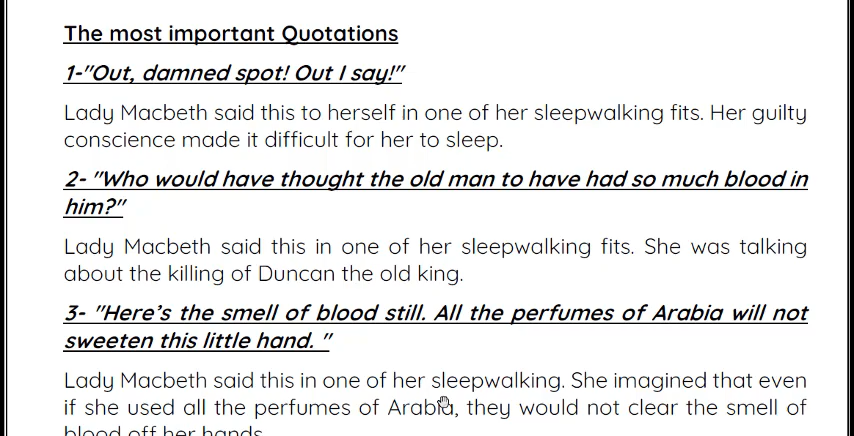 The most important Quotations
1-"Out, damned spot! Out I say!"
Lady Macbeth said this to herself in one of her sleepwalking fits. Her guilty
conscience made it difficult for her to sleep.
2- "Who would have thought the old man to have had so much blood in
him?"
Lady Macbeth said this in one of her sleepwalking fits. She was talking
about the killing of Duncan the old king.
3- "Here's the smell of blood still. All the perfumes of Arabia will not
sweeten this little hand. "
Lady Macbeth said this in one of her sleepwalking. She imagined that even
if she used all the perfumes of Arabia, they would not clear the smell of
blood off her hands